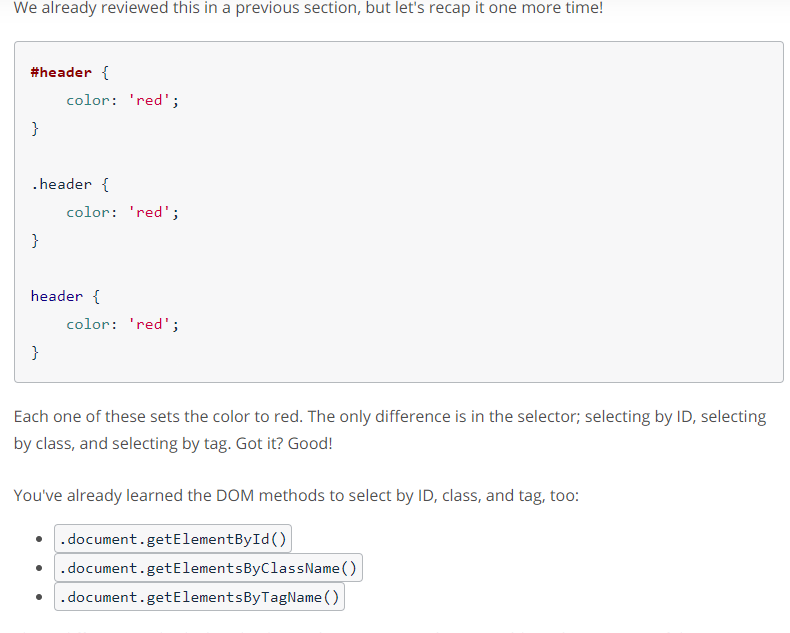 We already reviewed this in a previous section, but let's recap it one more time!
#header {
    color: 'red';
}
.header {
    color: 'red';
}
header {
    color: 'red';
}
Each one of these sets the color to red. The only difference is in the selector; selecting by ID, selecting
by class, and selecting by tag. Got it? Good!
You've already learned the DOM methods to select by ID, class, and tag, too:
• .document.getElementById()
• .document.getElementsByClassName()
• .document.getElementsByTagName()